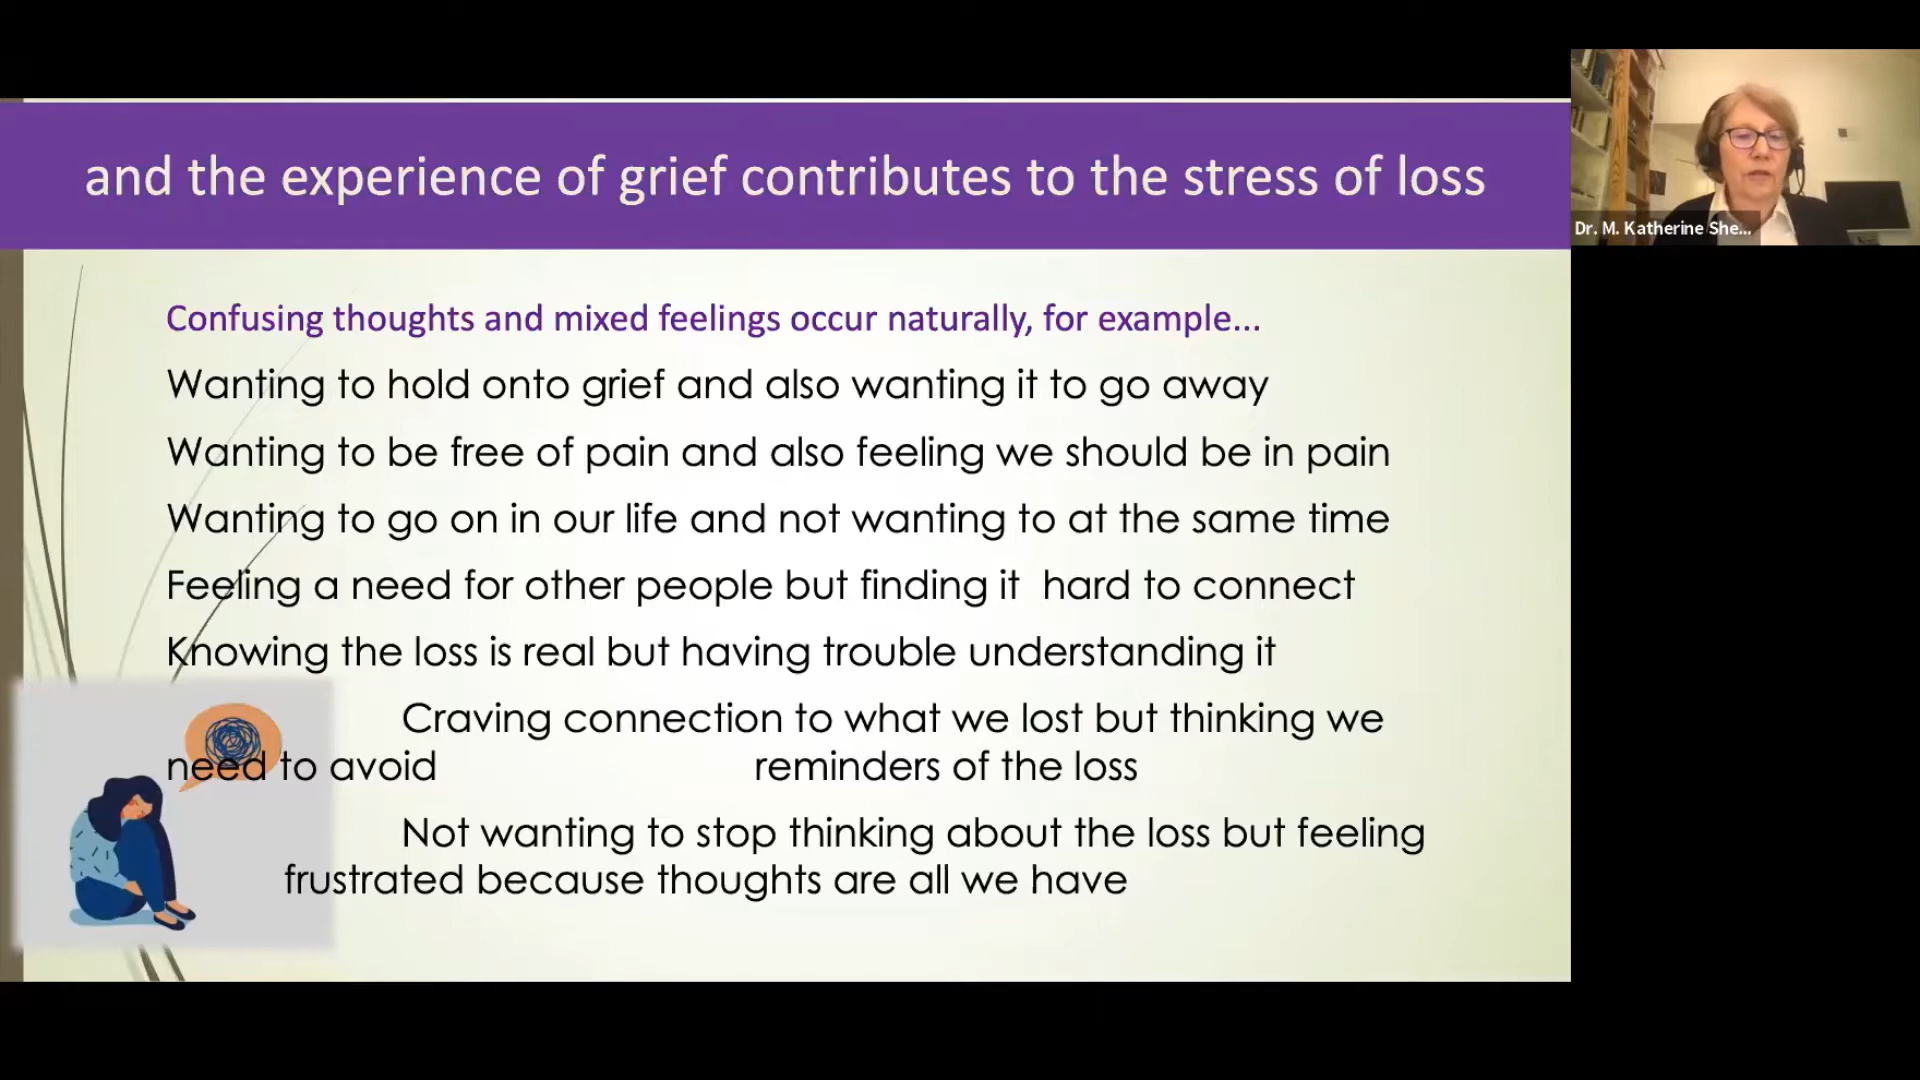 and the experience of grief contributes to the stress of loss
Dr. M. Katherine She...
Confusing thoughts and mixed feelings occur naturally, for example...
Wanting to hold onto grief and also wanting it to go away
Wanting to be free of pain and also feeling we should be in pain
Wanting to go on in our life and not wanting to at the same time
Feeling a need for other people but finding it  hard to connect
Knowing the loss is real but having trouble understanding it
Craving connection to what we lost but thinking we
need to avoid reminders of the loss
Not wanting to stop thinking about the loss but feeling
frustrated because thoughts are all we have